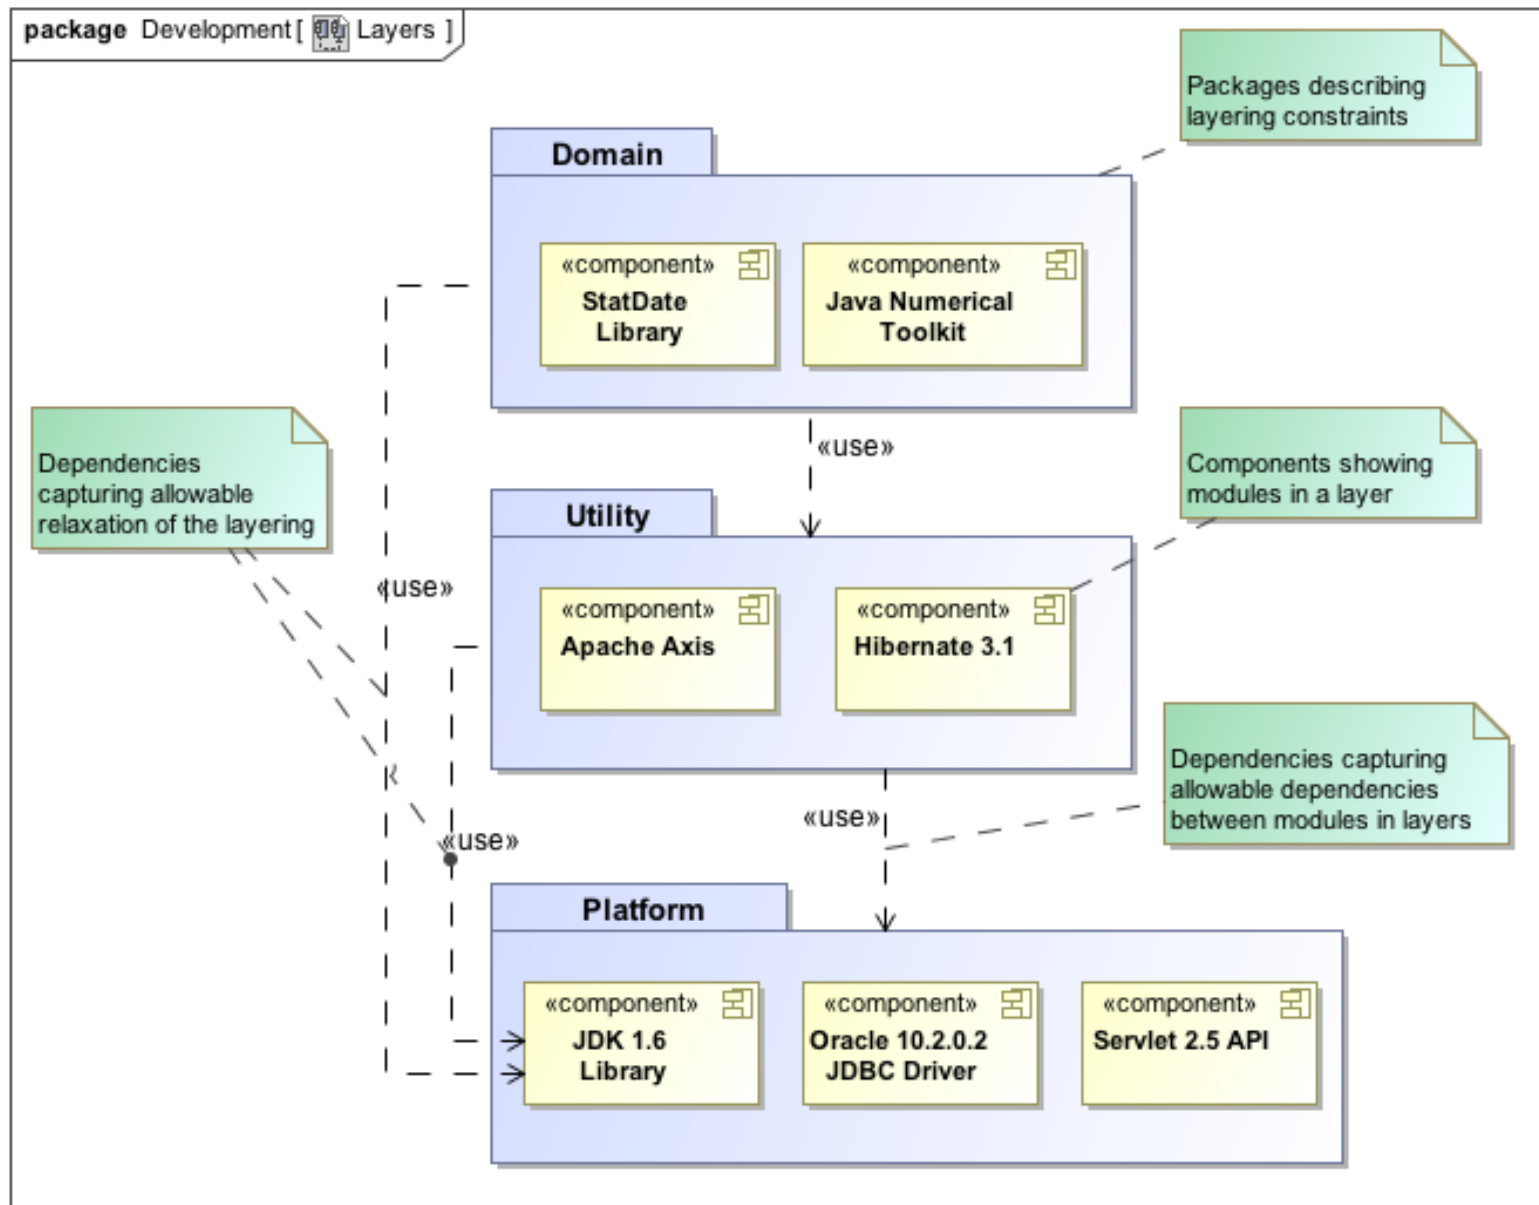 package Development[ Layers ]
Packages describing
layering constraints
Domain
«component»
StatDate
Library
«component»
Java Numerical
Toolkit
«use»
Dependencies
capturing allowable
relaxation of the layering
Components showing
modules in a layer
Utility
«use»
«component»
Apache Axis
«component»
Hibernate 3.1
Dependencies capturing
allowable dependencies
between modules in layers
«use»
«use»
Platform
«component»
JDK 1.6
Library
«component»
Oracle 10.2.0.2
JDBC Driver
«component»
Servlet 2.5 API